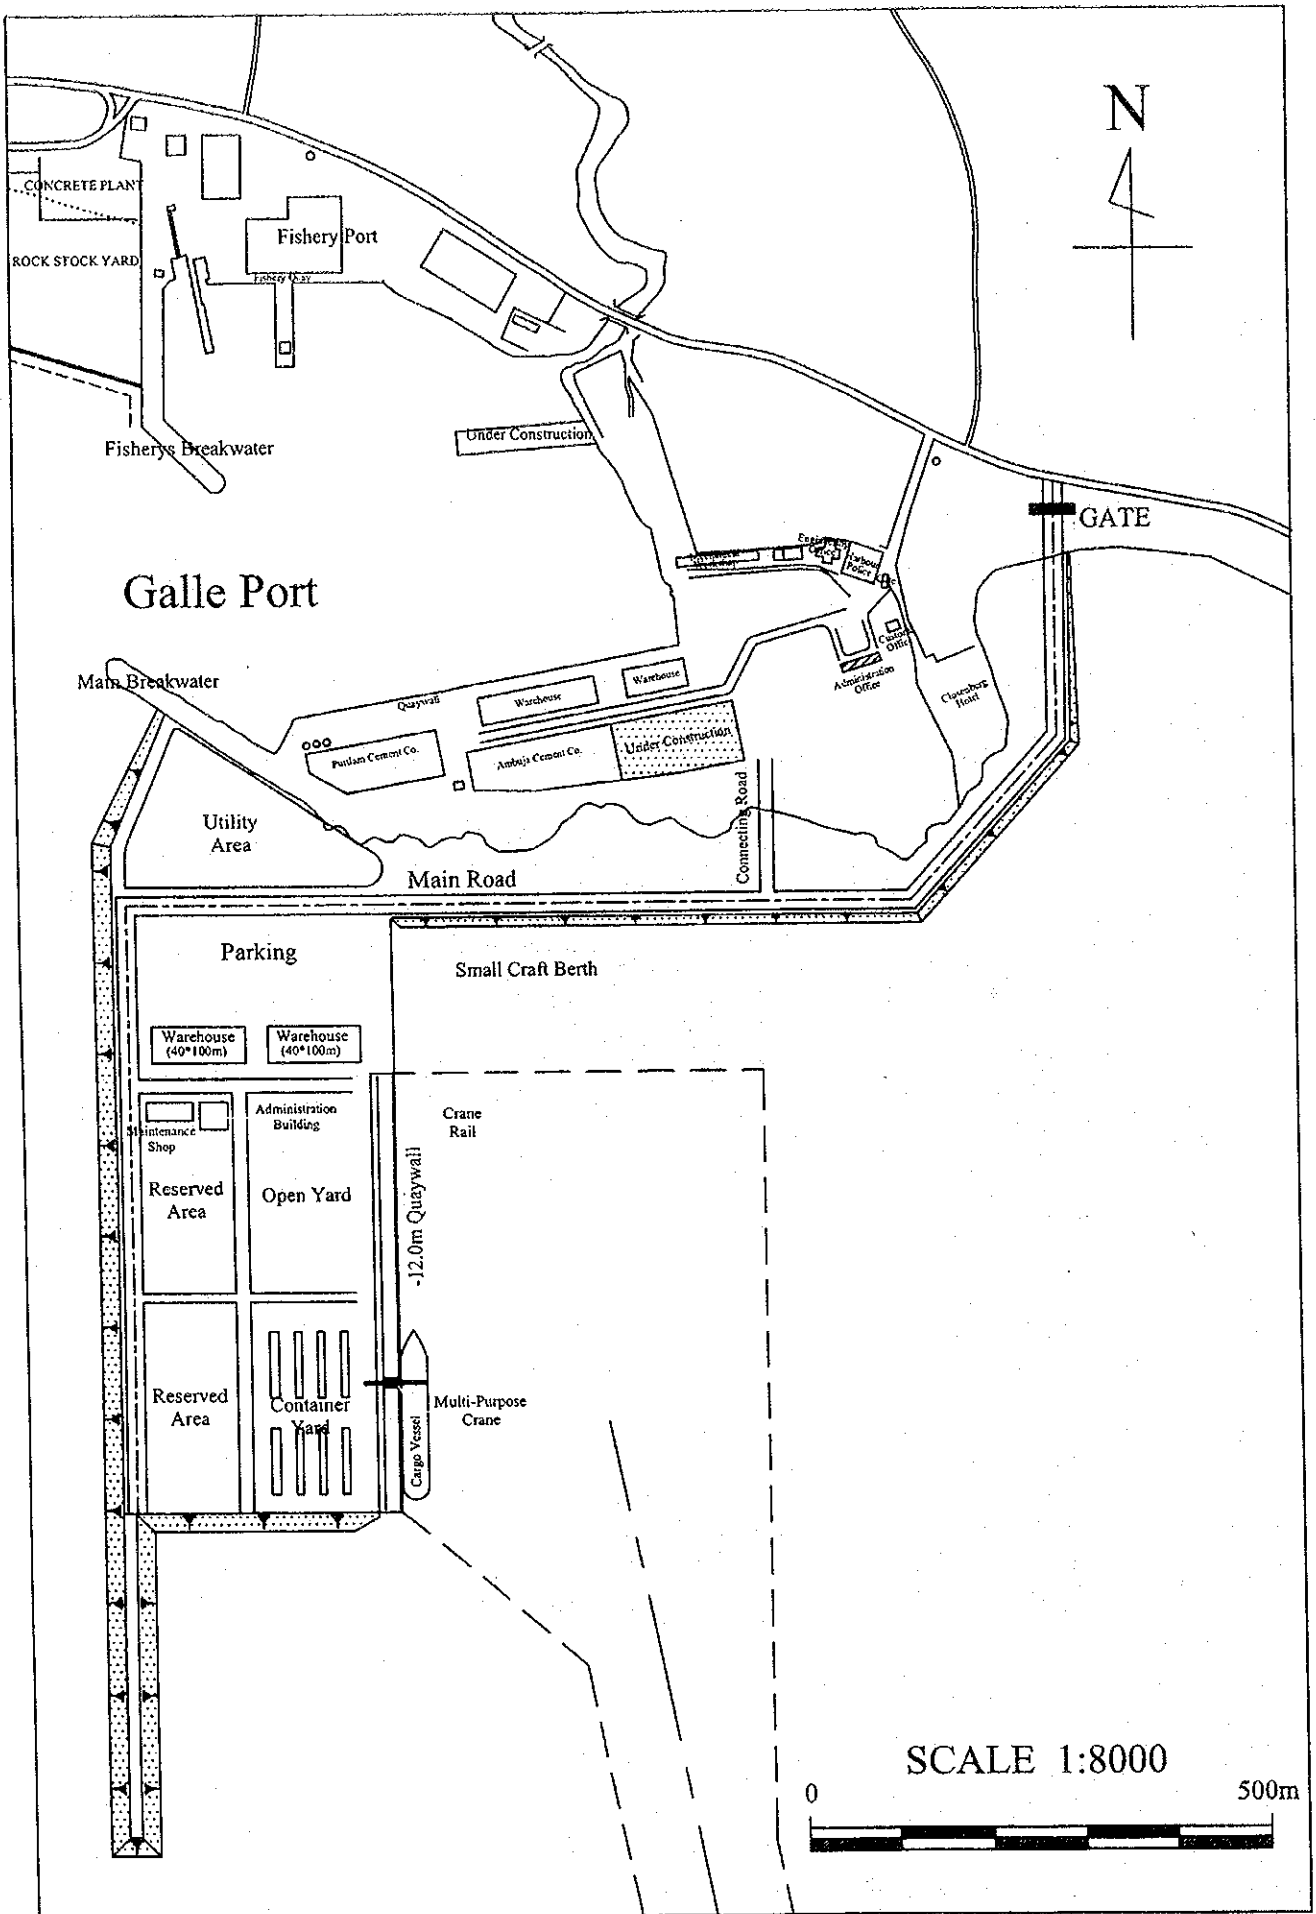 N
CONCRETE PLANT
Fishery Port
ROCK STOCK YARD
Fishery Quay
Under Construction
Fisherys Breakwater
GATE
Engineers
Office
Harbour
Police
Galle Port
Main Breakwater
Custom
Office
Administration
Office
Closenberg
Hotel
Quaywall
Warehouse
Warehouse
Puttlam Cement Co.
Ambuja Cement Co.
Under Construction
Connecting Road
Utility
Area
Main Road
Parking
Small Craft Berth
Warehouse
(40*100m)
Warehouse
(40*100m)
Maintenance
Shop
Administration
Building
Crane
Rail
-12.0m Quaywall
Reserved
Area
Open Yard
Reserved
Area
Container
Yard
Cargo Vessel
Multi-Purpose
Crane
SCALE 1:8000
0
500m